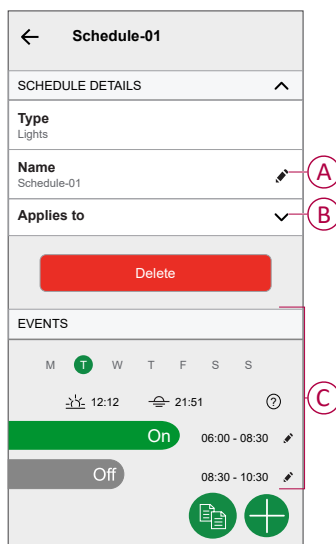 Schedule-01
SCHEDULE DETAILS
Type
Lights
Name
Schedule-01
A
Applies to
B
Delete
EVENTS
M T W T F S S
12:12 21:51 ?
C
On 06:00 - 08:30
Off 08:30 - 10:30